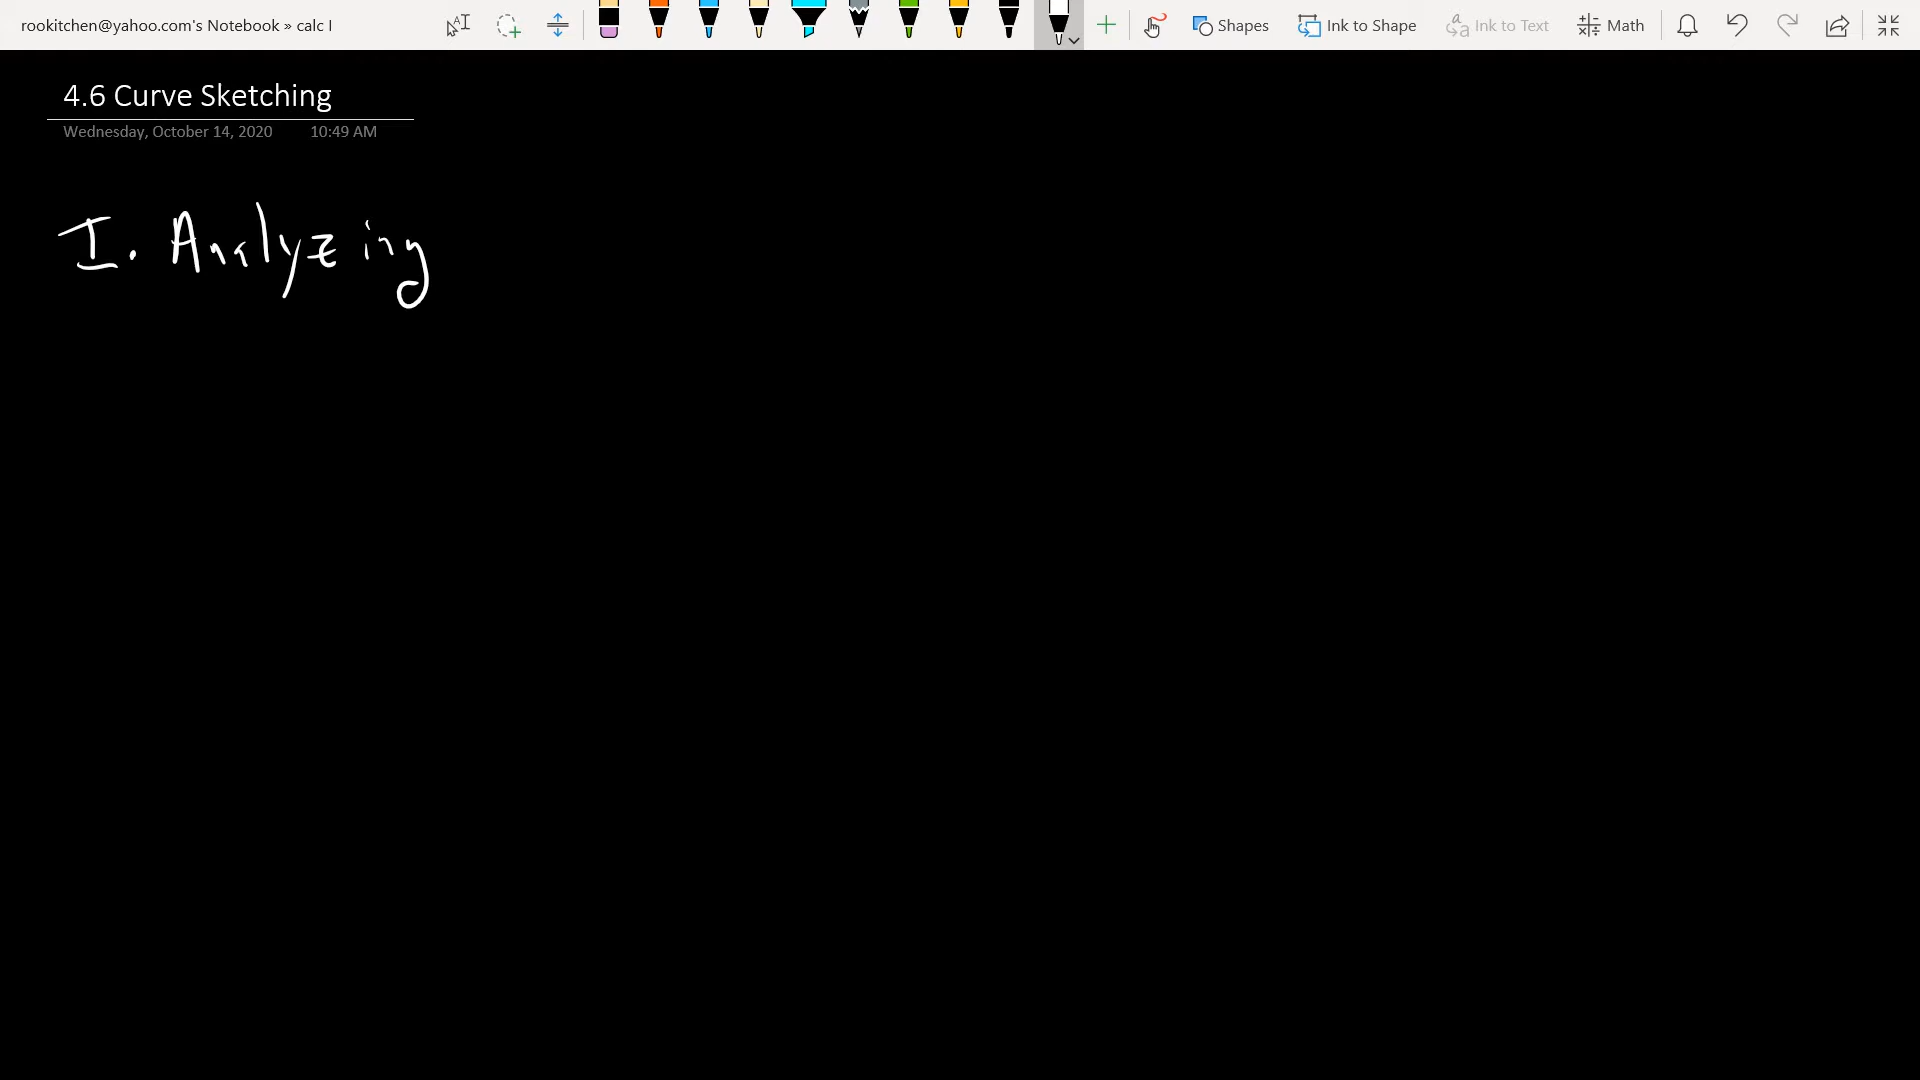 rookitchen@yahoo.com's Notebook » calc I
Shapes
Ink to Shape
Ink to Text
Math
4.6 Curve Sketching
Wednesday, October 14, 2020 10:49 AM
I. Analyzing